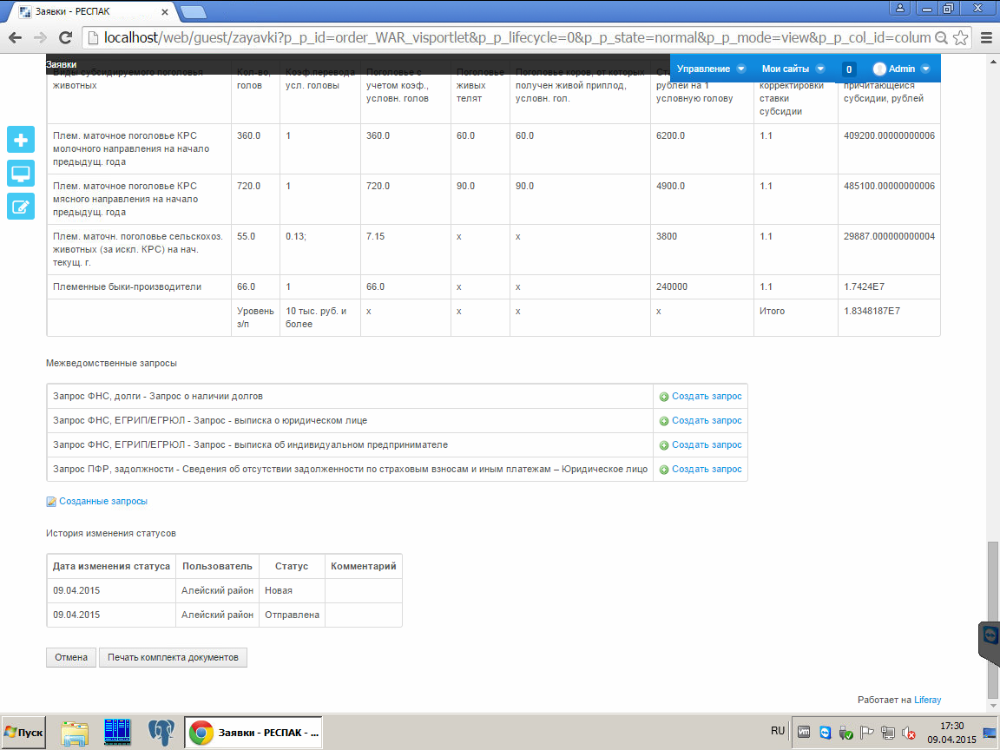 Заявки - РЕСПАК
localhost/web/guest/zayavki?p_p_id=order_WAR_visportlet&p_p_lifecycle=0&p_p_state=normal&p_p_mode=view&p_p_col_id=colum
Заявки
Управление Мои сайты 0 Admin
Виды субсидируемого поголовья животных
Кол-во, голов
Коэф.перевода усл. головы
Поголовье с учетом коэф., условн. голов
Поголовье живых телят
Поголовье коров, от которых получен живой приплод, условн. гол.
рублей на 1 условную голову
корректировки ставки субсидии
причитающейся субсидии, рублей
Плем. маточное поголовье КРС 360.0 1 360.0 60.0 60.0 6200.0 1.1 409200.00000000006
молочного направления на начало
предыдущ. года
Плем. маточное поголовье КРС 720.0 1 720.0 90.0 90.0 4900.0 1.1 485100.00000000006
мясного направления на начало
предыдущ. года
Плем. маточн. поголовье сельскохоз. 55.0 0.13; 7.15 x x 3800 1.1 29887.000000000004
животных (за искл. КРС) на нач.
текущ. г.
Племенные быки-производители 66.0 1 66.0 x x 240000 1.1 1.7424E7
Уровень 10 тыс. руб. и x x x x Итого 1.8348187E7
з/п более
Межведомственные запросы
Запрос ФНС, долги - Запрос о наличии долгов Создать запрос
Запрос ФНС, ЕГРИП/ЕГРЮЛ - Запрос - выписка о юридическом лице Создать запрос
Запрос ФНС, ЕГРИП/ЕГРЮЛ - Запрос - выписка об индивидуальном предпринимателе Создать запрос
Запрос ПФР, задолжности - Сведения об отсутствии задолженности по страховым взносам и иным платежам – Юридическое лицо Создать запрос
Созданные запросы
История изменения статусов
Дата изменения статуса Пользователь Статус Комментарий
09.04.2015 Алейский район Новая
09.04.2015 Алейский район Отправлена
Отмена Печать комплекта документов
Работает на Liferay
Пуск Заявки - РЕСПАК - ... RU vm 17:30
09.04.2015